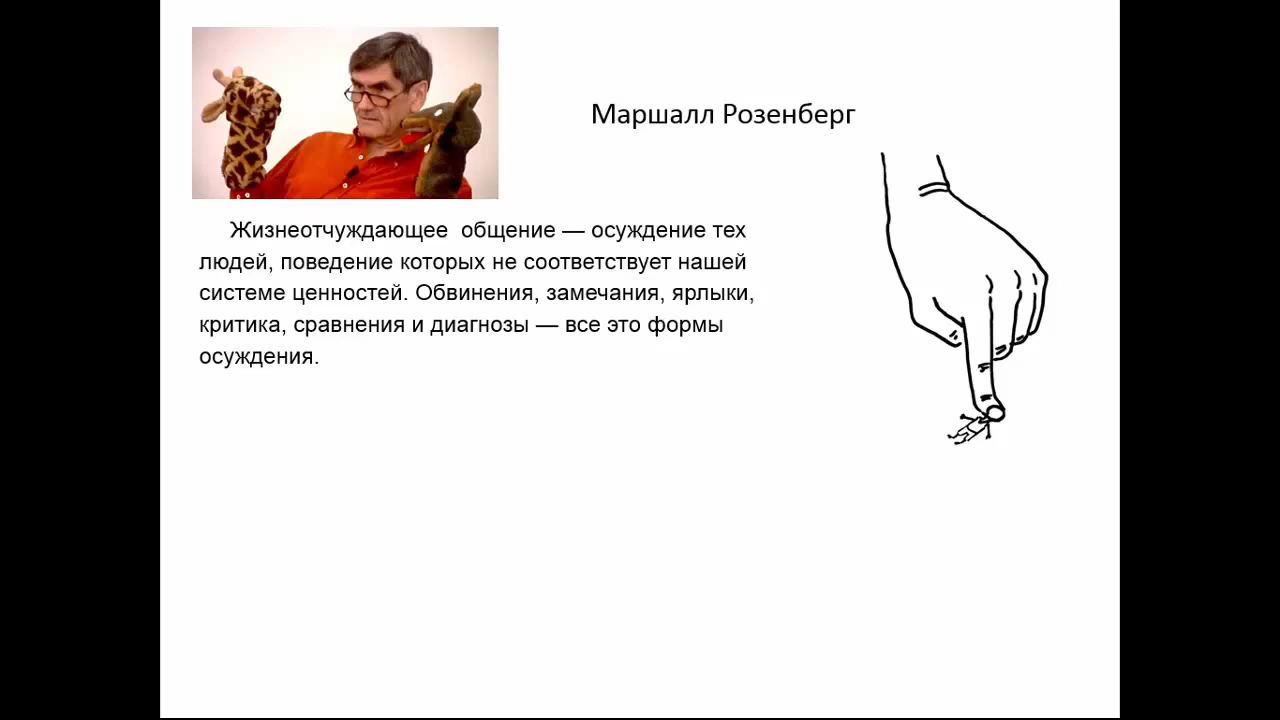 Маршалл Розенберг
Жизнеотчуждающее общение — осуждение тех
людей, поведение которых не соответствует нашей
системе ценностей. Обвинения, замечания, ярлыки,
критика, сравнения и диагнозы — все это формы
осуждения.